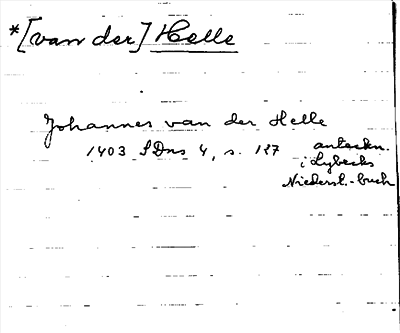 *[van der] Helle
Johannes van der Helle
1403 SDns 4, s. 127 anteckn.
i Lybecks
Niederst.-buch